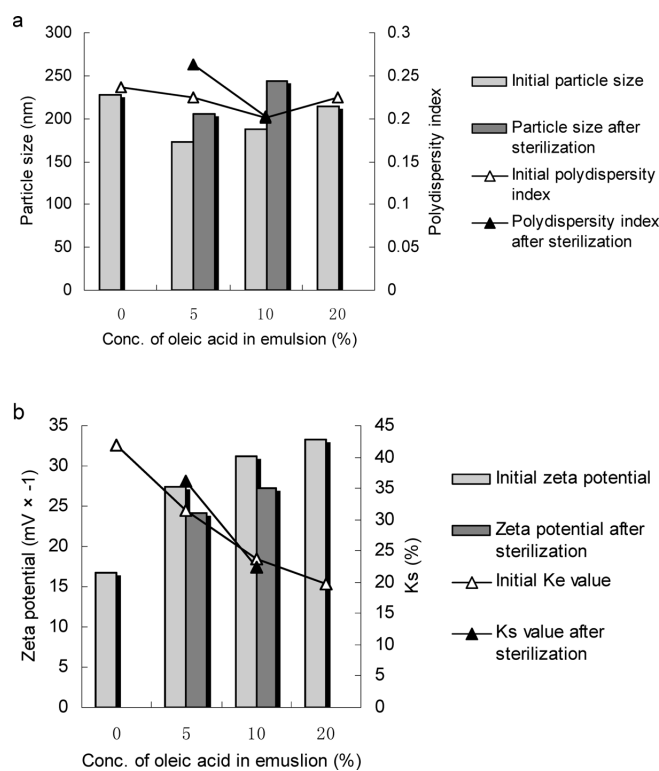 a
300
250
200
150
100
50
0
Particle size (nm)
0.3
0.25
0.2
0.15
0.1
0.05
0
Polydispersity index
0 5 10 20
Conc. of oleic acid in emulsion (%)
Initial particle size
Particle size after
sterilization
Initial polydispersity
index
Polydispersity index
after sterilization
b
35
30
25
20
15
10
5
0
Zeta potential (mV × -1)
45
40
35
30
25
20
15
10
5
0
Ks (%)
0 5 10 20
Conc. of oleic acid in emuslion (%)
Initial zeta potential
Zeta potential after
sterilization
Initial Ke value
Ks value after
sterilization